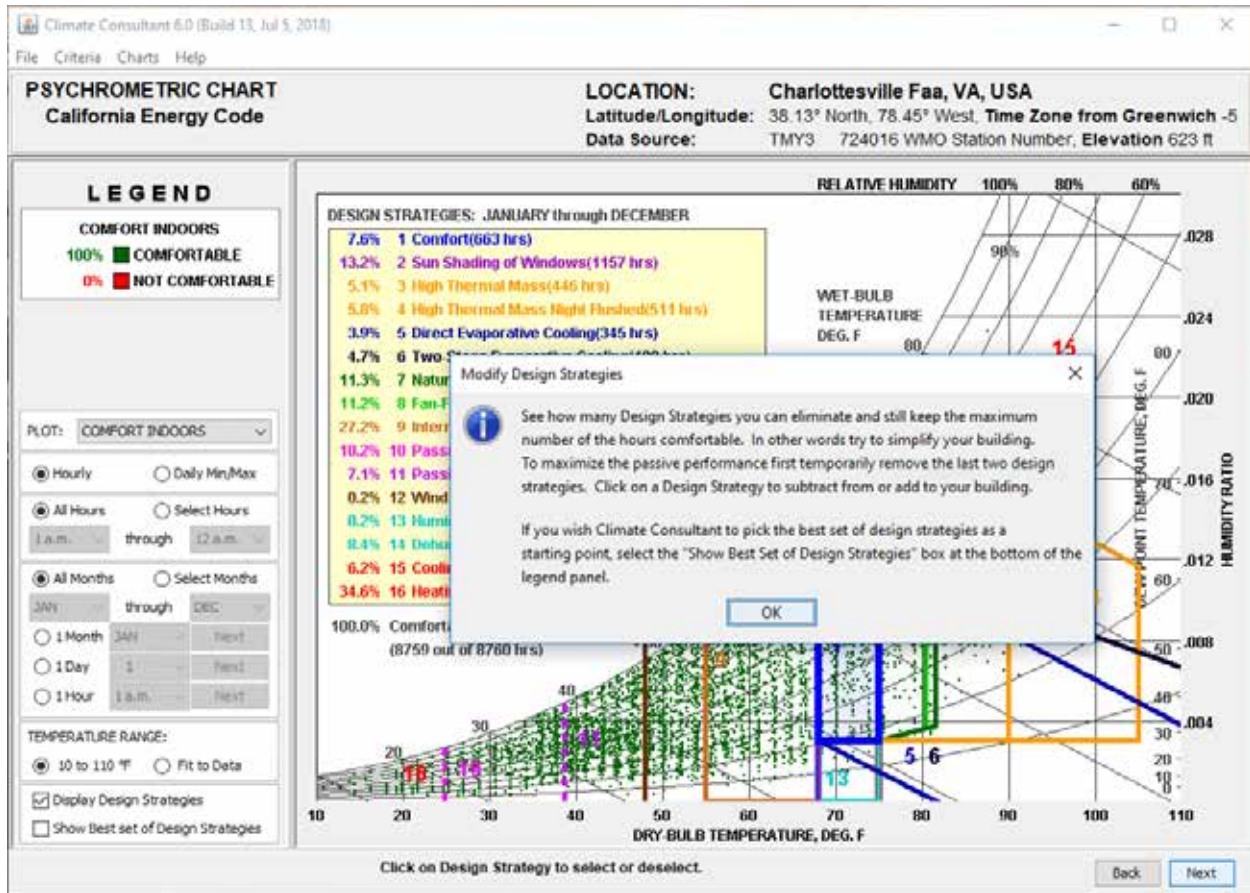 Climate Consultant 6.0 (Build 13, Jul 5, 2018)
File Criteria Charts Help
PSYCHROMETRIC CHART
California Energy Code
LOCATION: Charlottesville Faa, VA, USA
Latitude/Longitude: 38.13° North, 78.45° West, Time Zone from Greenwich -5
Data Source: TMY3 724016 WMO Station Number, Elevation 623 ft
LEGEND
COMFORT INDOORS
100% COMFORTABLE
0% NOT COMFORTABLE
PLOT: COMFORT INDOORS
Hourly Daily Min/Max
All Hours Select Hours
1 a.m. through 12 a.m.
All Months Select Months
JAN through DEC
1 Month JAN Next
1 Day 1 Next
1 Hour 1 a.m. Next
TEMPERATURE RANGE:
10 to 110 °F Fit to Data
Display Design Strategies
Show Best set of Design Strategies
RELATIVE HUMIDITY 100% 80% 60%
90%
DESIGN STRATEGIES: JANUARY through DECEMBER
7.6% 1 Comfort(663 hrs)
13.2% 2 Sun Shading of Windows(1157 hrs)
5.1% 3 High Thermal Mass(446 hrs)
5.8% 4 High Thermal Mass Night Flushed(511 hrs)
3.9% 5 Direct Evaporative Cooling(345 hrs)
4.7% 6
11.3% 7
11.2% 8
27.2% 9
10.2% 10
7.1% 11
0.2% 12 Wind
0.2% 13
8.4% 14
6.2% 15
34.6% 16
100.0%
(8759 out of 8760 hrs)
WET-BULB
TEMPERATURE
DEG. F
80
15
Modify Design Strategies
See how many Design Strategies you can eliminate and still keep the maximum
number of the hours comfortable. In other words try to simplify your building.
To maximize the passive performance first temporarily remove the last two design
strategies. Click on a Design Strategy to subtract from or add to your building.
If you wish Climate Consultant to pick the best set of design strategies as a
starting point, select the "Show Best Set of Design Strategies" box at the bottom of the
legend panel.
OK
.028
.024
.020
.016
.012
.008
.004
HUMIDITY RATIO
POINT TEMPERATURE, DEG. F
80
70
60
50
40
30
20
10
0
20
30
40
16
11
5 6
13
10 20 30 40 50 60 70 80 90 100 110
DRY-BULB TEMPERATURE, DEG. F
Click on Design Strategy to select or deselect.
Back Next